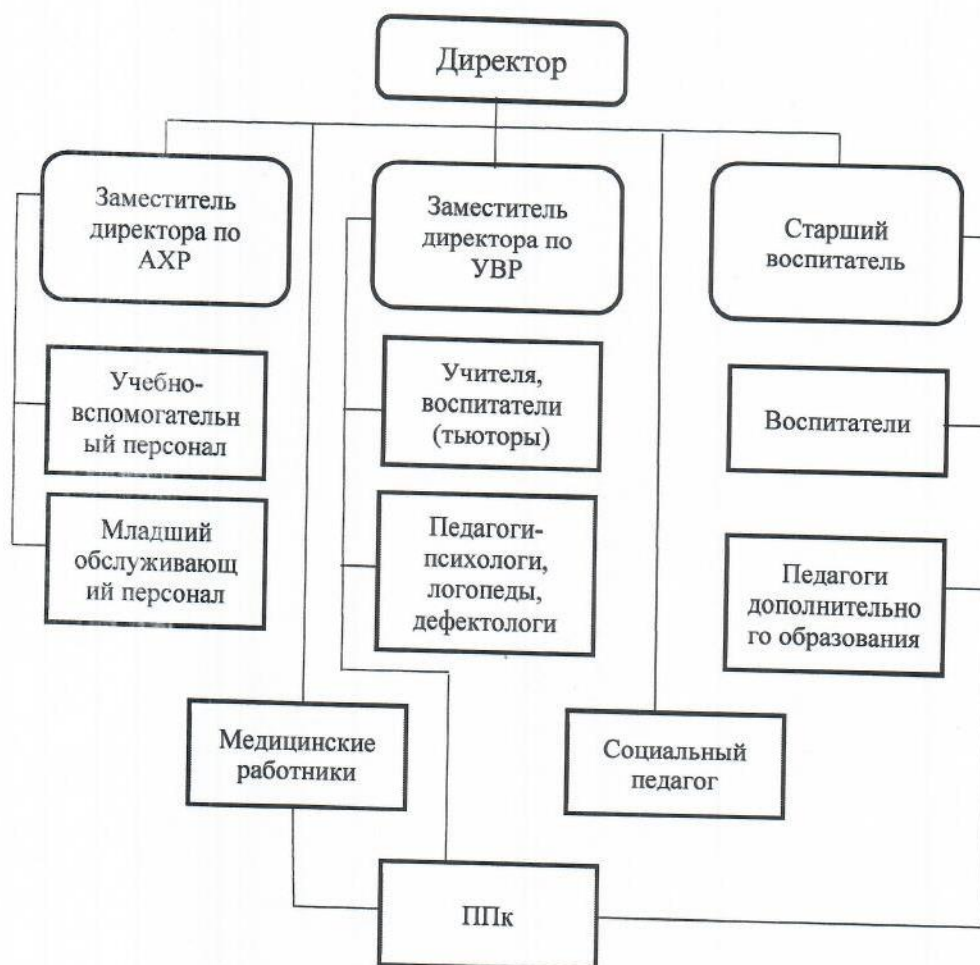 Директор
Заместитель
директора по
АХР
Заместитель
директора по
УВР
Старший
воспитатель
Учебно-
вспомогательн
ый персонал
Учителя,
воспитатели
(тьюторы)
Воспитатели
Младший
обслуживающ
ий персонал
Педагоги-
психологи,
логопеды,
дефектологи
Педагоги
дополнительно
го образования
Медицинские
работники
Социальный
педагог
ППк